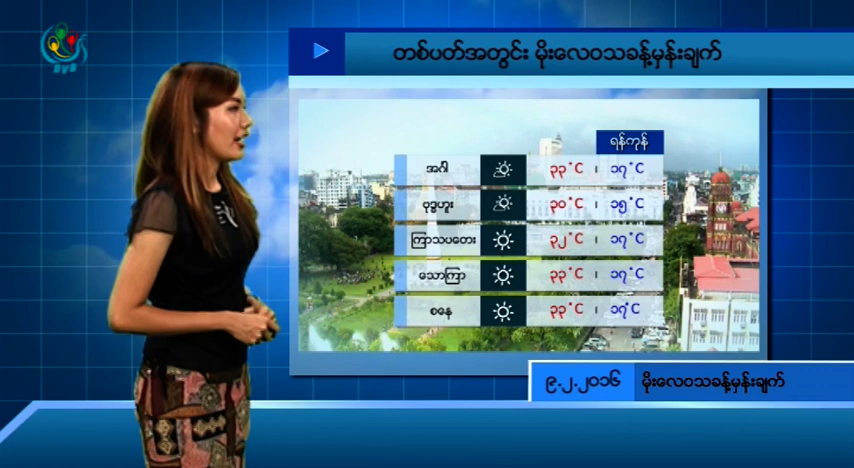 DVB
တစ်ပတ်အတွင်း မိုးလေဝသခန့်မှန်းချက်
ရန်ကုန်
အင်္ဂါ ၃၃°C ၊ ၁၇°C
ဗုဒ္ဓဟူး ၃၀°C ၊ ၁၅°C
ကြာသပတေး ၃၂°C ၊ ၁၇°C
သောကြာ ၃၃°C ၊ ၁၇°C
စနေ ၃၃°C ၊ ၁၇°C
၉.၂.၂၀၁၆ မိုးလေဝသခန့်မှန်းချက်